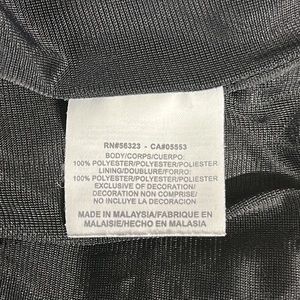 RN#56323 - CA#05553
BODY/CORPS/CUERPO:
100% POLYESTER/POLYESTER/POLIESTER
LINING/DOUBLURE/FORRO:
100% POLYESTER/POLYESTER/POLIESTER
EXCLUSIVE OF DECORATION/
DECORATION NON COMPRISE/
NO INCLUYE LA DECORACION
MADE IN MALAYSIA/FABRIQUE EN
MALAISIE/HECHO EN MALASIA